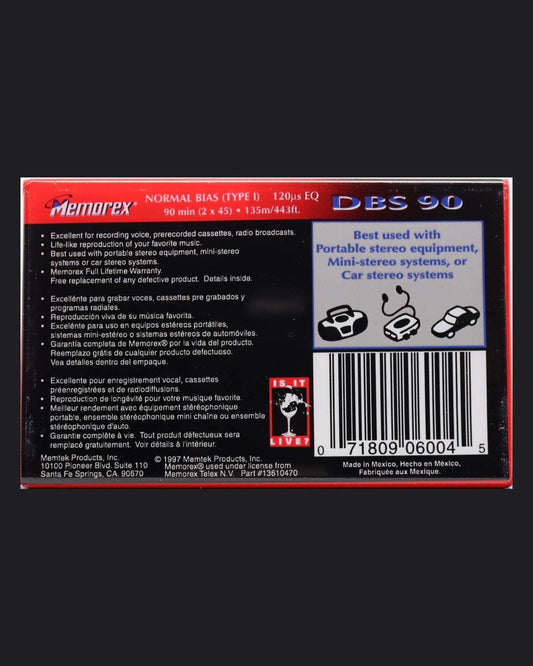 Memorex®
NORMAL BIAS (TYPE I) 120µs EQ
90 min (2 x 45) • 135m/443ft.
DBS 90
• Excellent for recording voice, prerecorded cassettes, radio broadcasts.
• Life-like reproduction of your favorite music.
• Best used with portable stereo equipment, mini-stereo
systems or car stereo systems.
• Memorex Full Lifetime Warranty.
Free replacement of any defective product. Details inside.
• Excelénte para grabar voces, cassettes pre grabados y
programas radiales.
• Reproducción viva de su música favorita.
• Excelénte para uso en equipos estéreos portátiles,
sistemas mini-estéreo o sistemas estéreos de automóviles.
• Garantía completa de Memorex® por la vida del producto.
Reemplazo grátis de cualquier producto defectuoso.
Vea detalles dentro del empaque.
• Excellente pour enregistrement vocal, cassettes
préenregistrées et de radiodiffusions.
• Reproduction de longévité pour votre musique favorite.
• Meilleur rendement avec équipement stéréophonique
portable, ensemble stéréophonique mini chaîne ou ensemble
stéréophonique d'auto.
• Garantie complète à vie. Tout produit défectueux sera
remplacé gratuitement. Voir détails à l'intérieur.
Memtek Products, Inc.
10100 Pioneer Blvd. Suite 110
Santa Fe Springs, CA. 90670
© 1997 Memtek Products, Inc.
Memorex® used under license from
Memorex Telex N.V. Part #13610470
IS IT
LIVE?
Best used with
Portable stereo equipment,
Mini-stereo systems, or
Car stereo systems
0 71809 06004 5
Made in Mexico, Hecho en México,
Fabriquée aux Mexique.